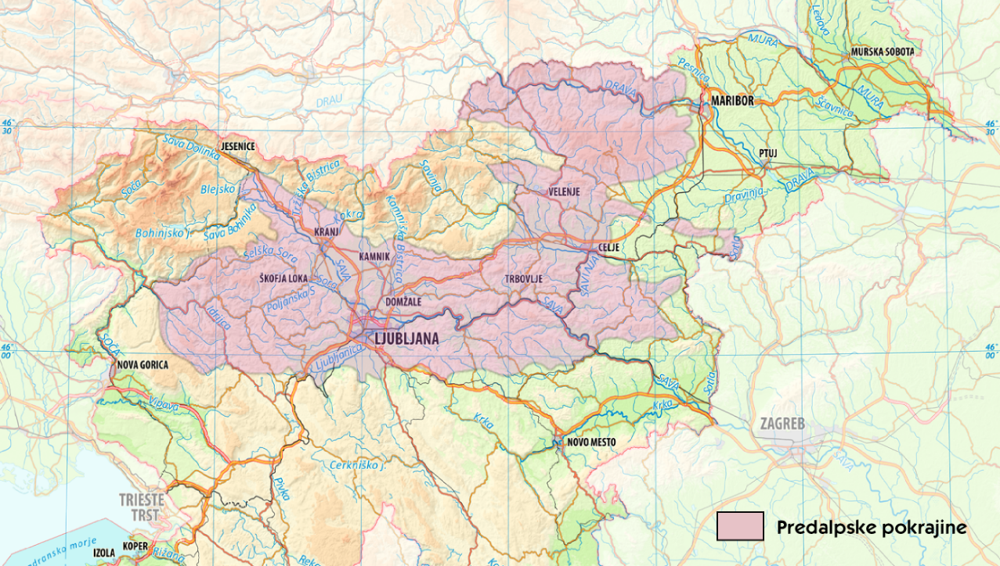 Ledava
MURA
MURSKA SOBOTA
Pesnica
DRAVA
MURA
DRAU
MARIBOR
Ščavnica
46°
30
46°
30
Sava Dolinka
JESENICE
PTUJ
Soča
Blejsko
Bistrica
Savinja
VELENJE
DRAVA
Dravinja
Kokra
Kamniška Bistrica
Bohinjsko j.
Sava Bohinjka
KRANJ
Sotla
Selška Sora
KAMNIK
SAVA
CELJE
ŠKOFJA LOKA
Sora
TRBOVLJE
SAVINJA
Poljanska S.
DOMŽALE
SAVA
Idrijca
LJUBLJANA
SOČA
46°
00
46°
00
Ljubljanica
NOVA GORICA
SAVA
Sotla
Vipava
Krka
Krka
ZAGREB
NOVO MESTO
SAVA
Cerkniško j.
Pivka
TRIESTE
TRST
Predalpske pokrajine
KOPER
IZOLA
Rižana